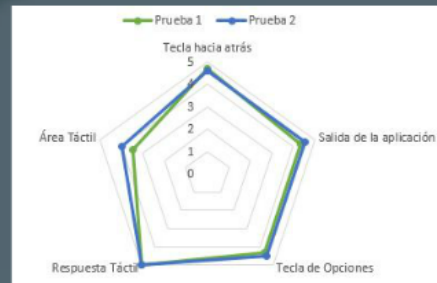 Prueba 1 Prueba 2
Tecla hacia atrás
5
4
3
2
1
0
Área Táctil
Salida de la aplicación
Respuesta Táctil
Tecla de Opciones